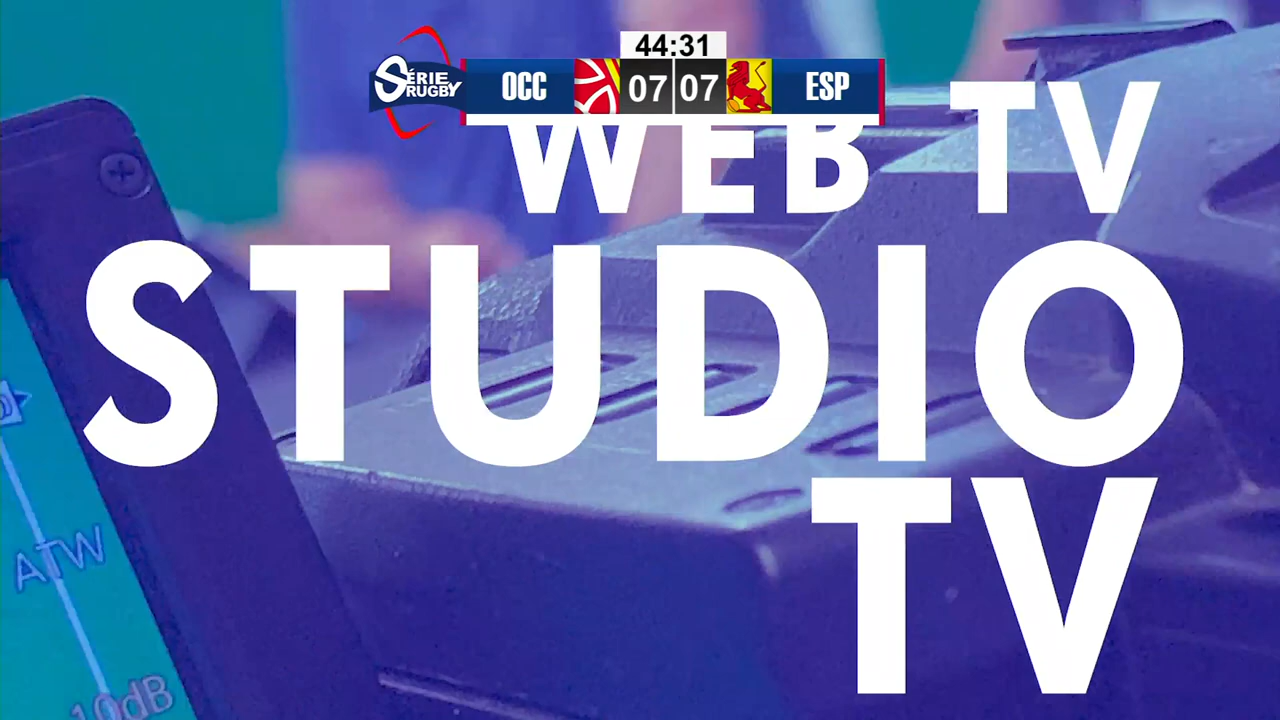 44:31
SÉRIE RUGBY
OCC 07 07 ESP
WEB TV
STUDIO
TV
ATW
10dB